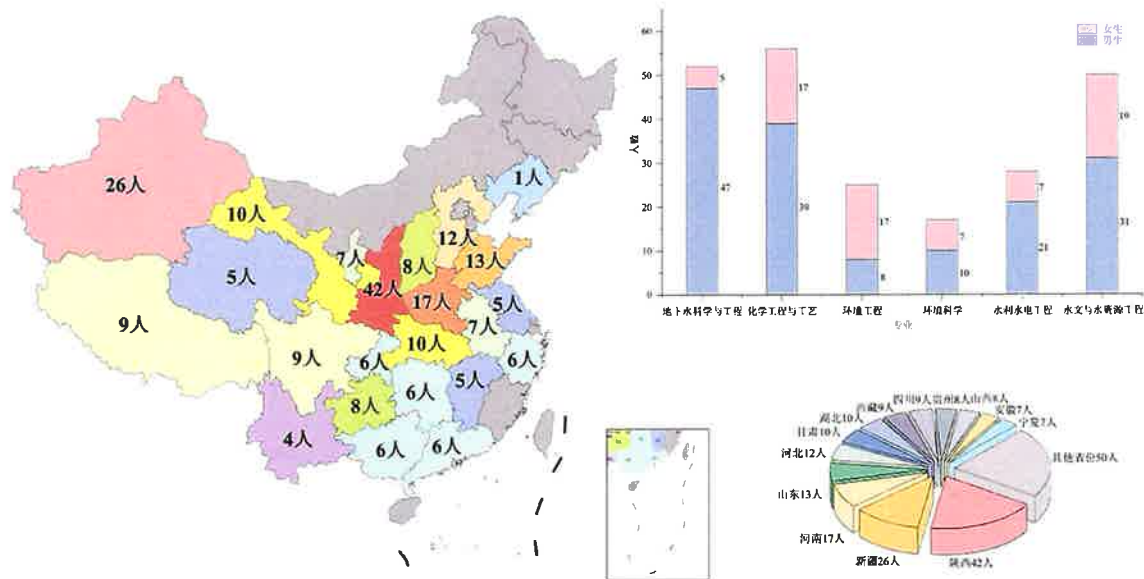 26人
10人
5人
9人
9人
4人
7人
42人
8人
12人
1人
13人
17人
5人
7人
10人
6人
6人
5人
6人
8人
6人
6人
女生
男生
人数
60
50
40
30
20
10
0
5
47
17
39
17
8
7
10
7
21
19
31
地下水科学与工程
化学工程与工艺
环境工程
环境科学
水利水电工程
水文与水资源工程
专业
四川9人
贵州8人
山西8人
西藏9人
安徽7人
湖北10人
宁夏7人
甘肃10人
河北12人
其他省份50人
山东13人
河南17人
新疆26人
陕西42人